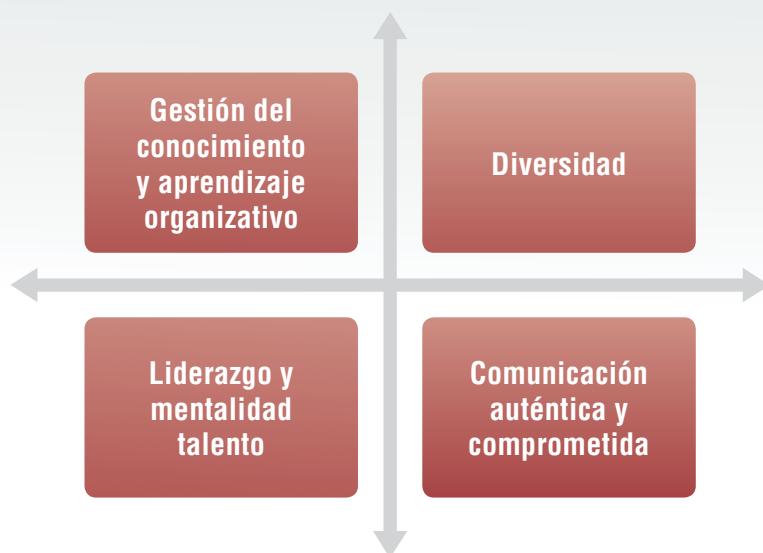 Gestión del
conocimiento
y aprendizaje
organizativo
Diversidad
Liderazgo y
mentalidad
talento
Comunicación
auténtica y
comprometida